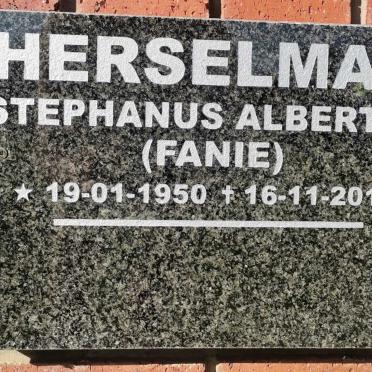 HERSELMA
STEPHANUS ALBERT
(FANIE)
★ 19-01-1950 ✝ 16-11-201